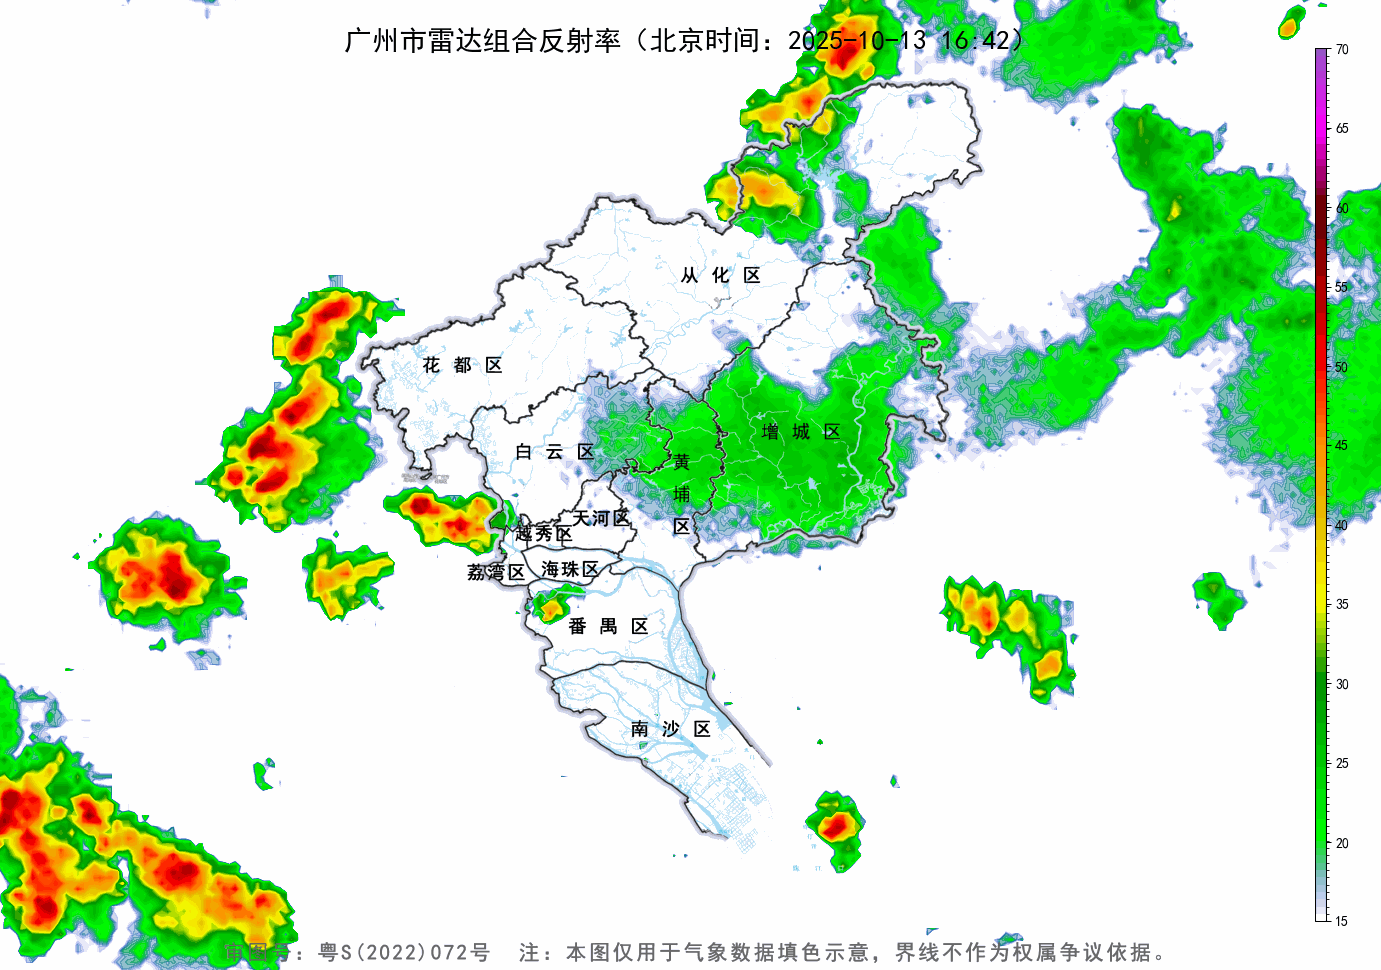 广州市雷达组合反射率（北京时间：2025-10-13 16:42）
70
65
60
55
50
45
40
35
30
25
20
15
从化区
花都区
增城区
白云区
黄埔区
天河区
越秀区
荔湾区
海珠区
番禺区
南沙区
审图号：粤S(2022)072号 注：本图仅用于气象数据填色示意，界线不作为权属争议依据。